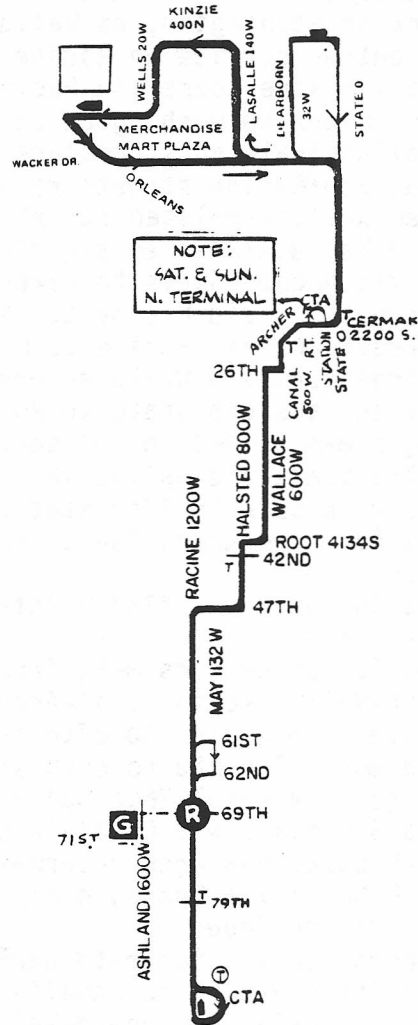 KINZIE
400N
WELLS 20W
LASALLE 140W
DEARBORN
32W
STATE 0
MERCHANDISE
MART PLAZA
WACKER DR.
ORLEANS
NOTE:
SAT. & SUN.
N. TERMINAL
ARCHER
CTA
T
CERMAK
2200 S.
T
CANAL
500 W.
RT. STATION
STATE 0
26TH
HALSTED 800W
WALLACE
600W
ROOT 4134S
T
42ND
RACINE 1200W
47TH
MAY 1132 W
61ST
62ND
G
R
69TH
71ST
ASHLAND 1600W
T
79TH
T
CTA